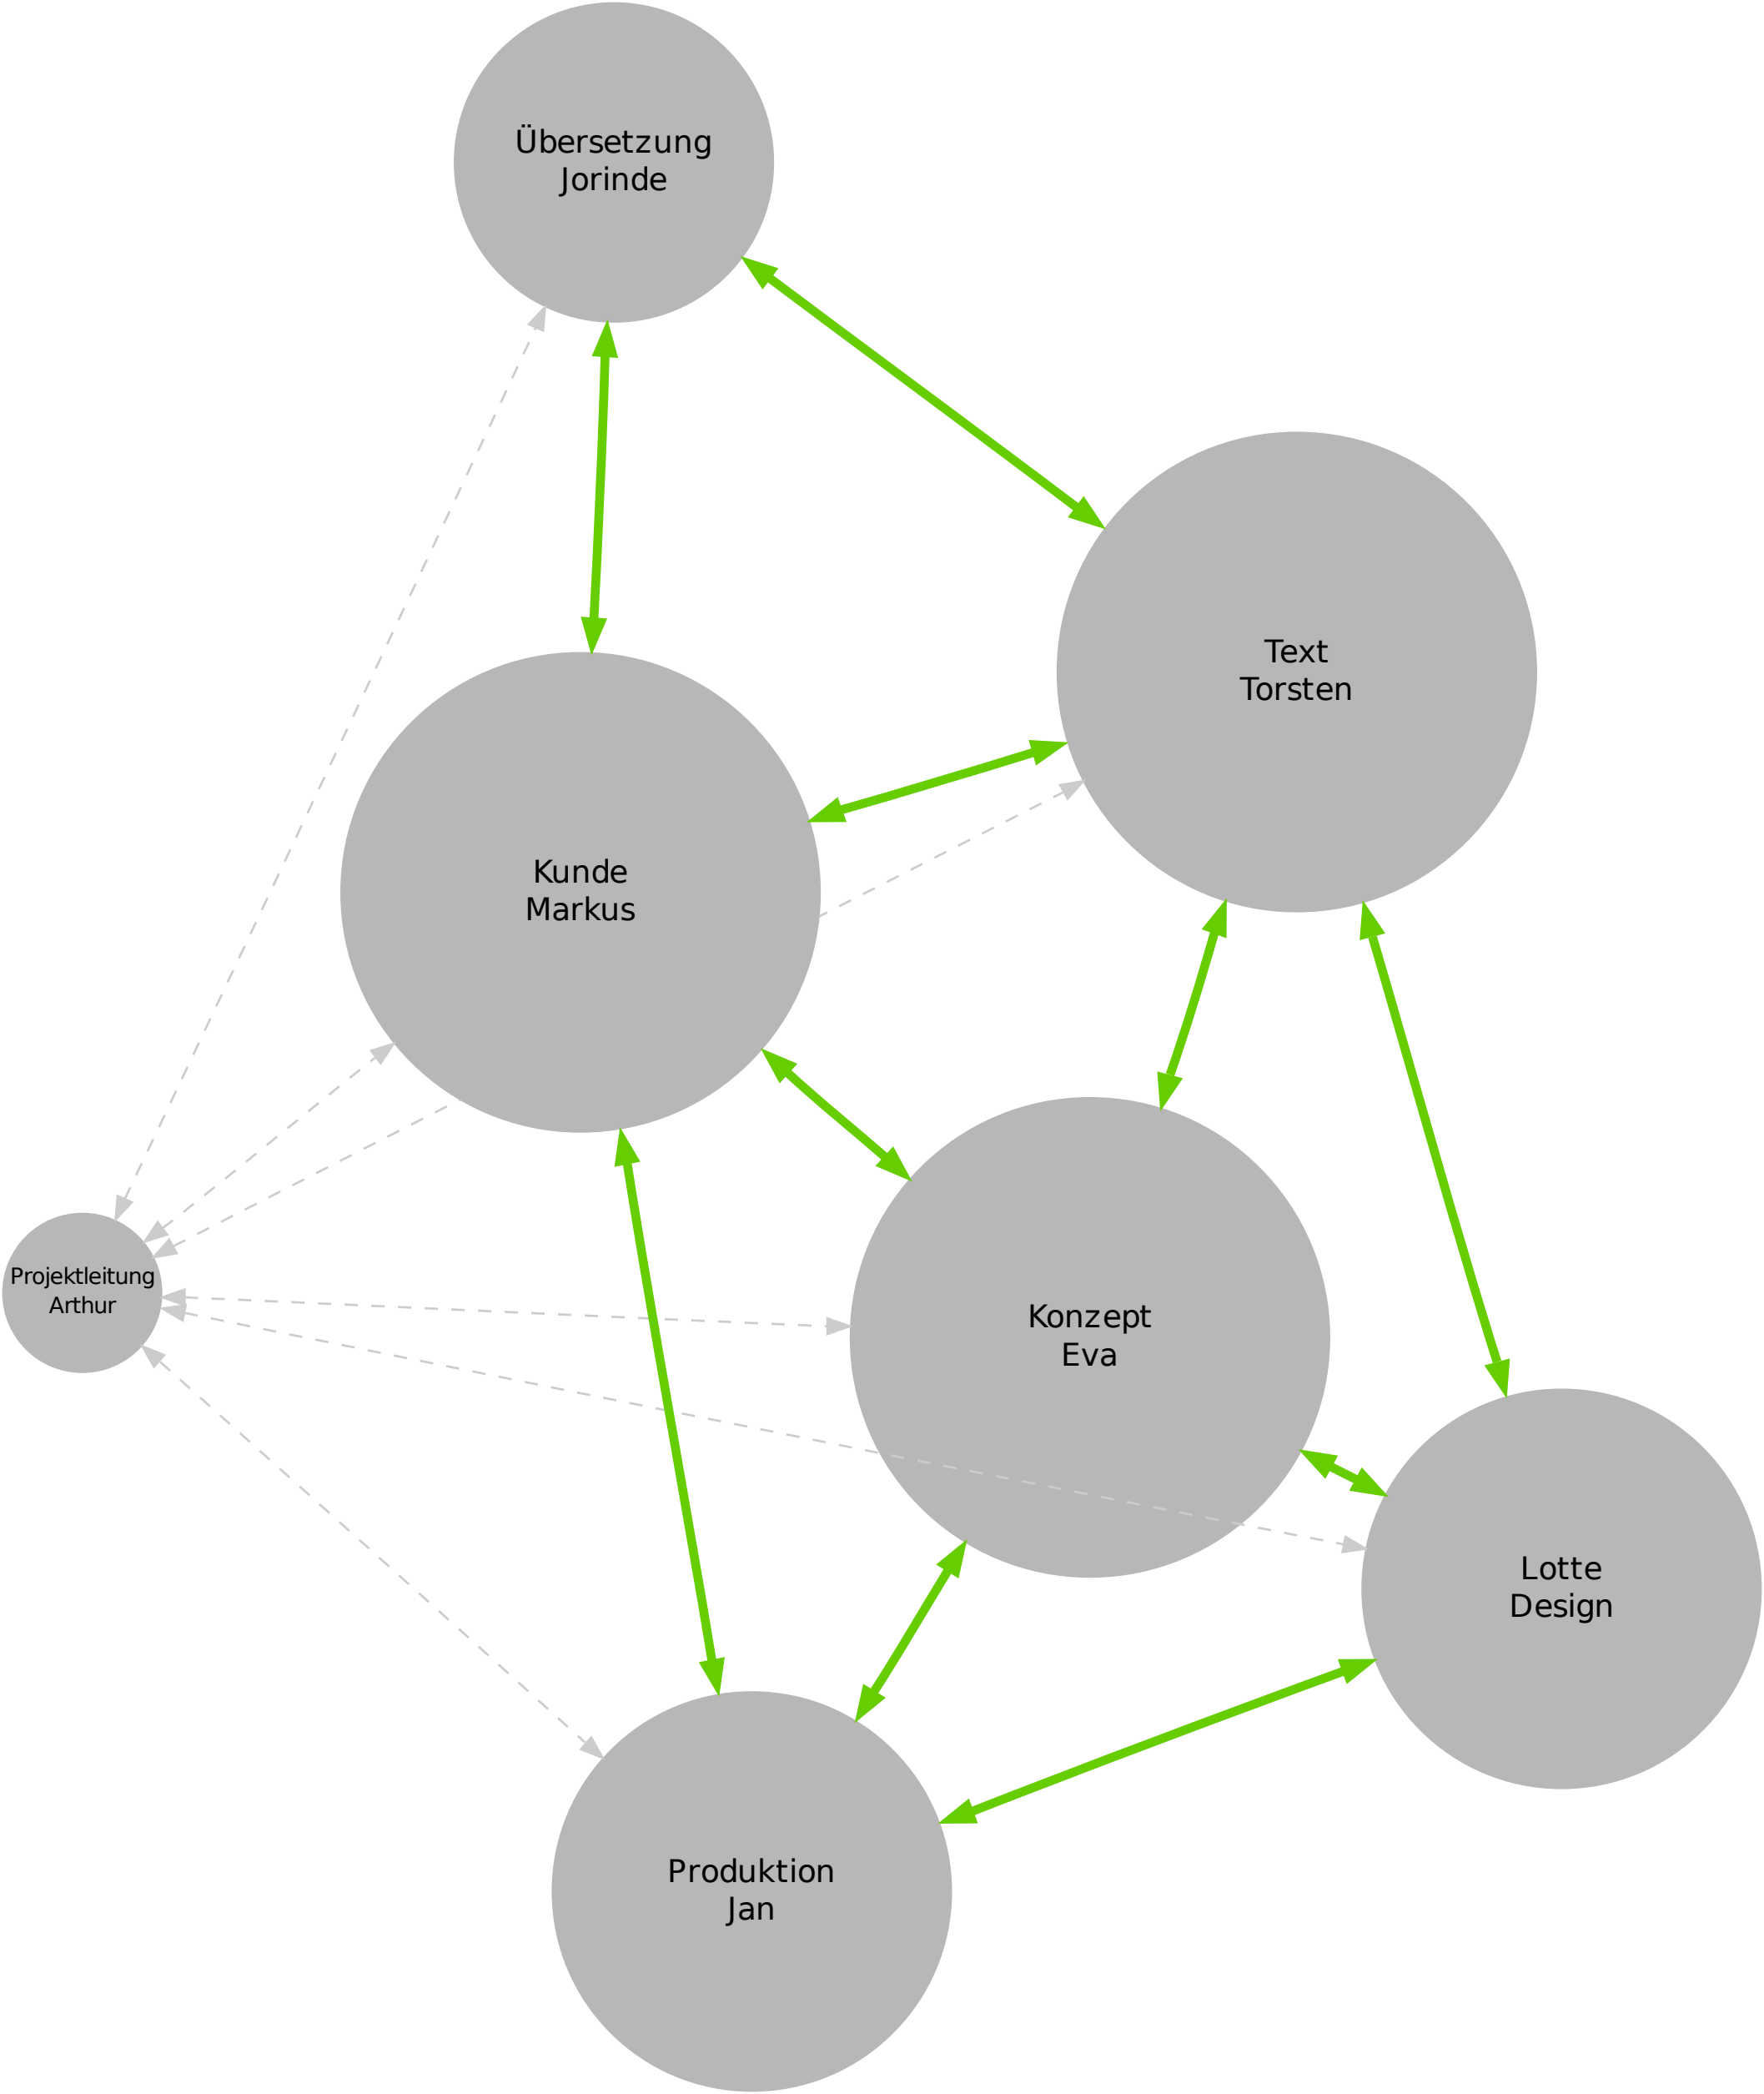 Übersetzung
Jorinde
Text
Torsten
Kunde
Markus
Projektleitung
Arthur
Konzept
Eva
Lotte
Design
Produktion
Jan